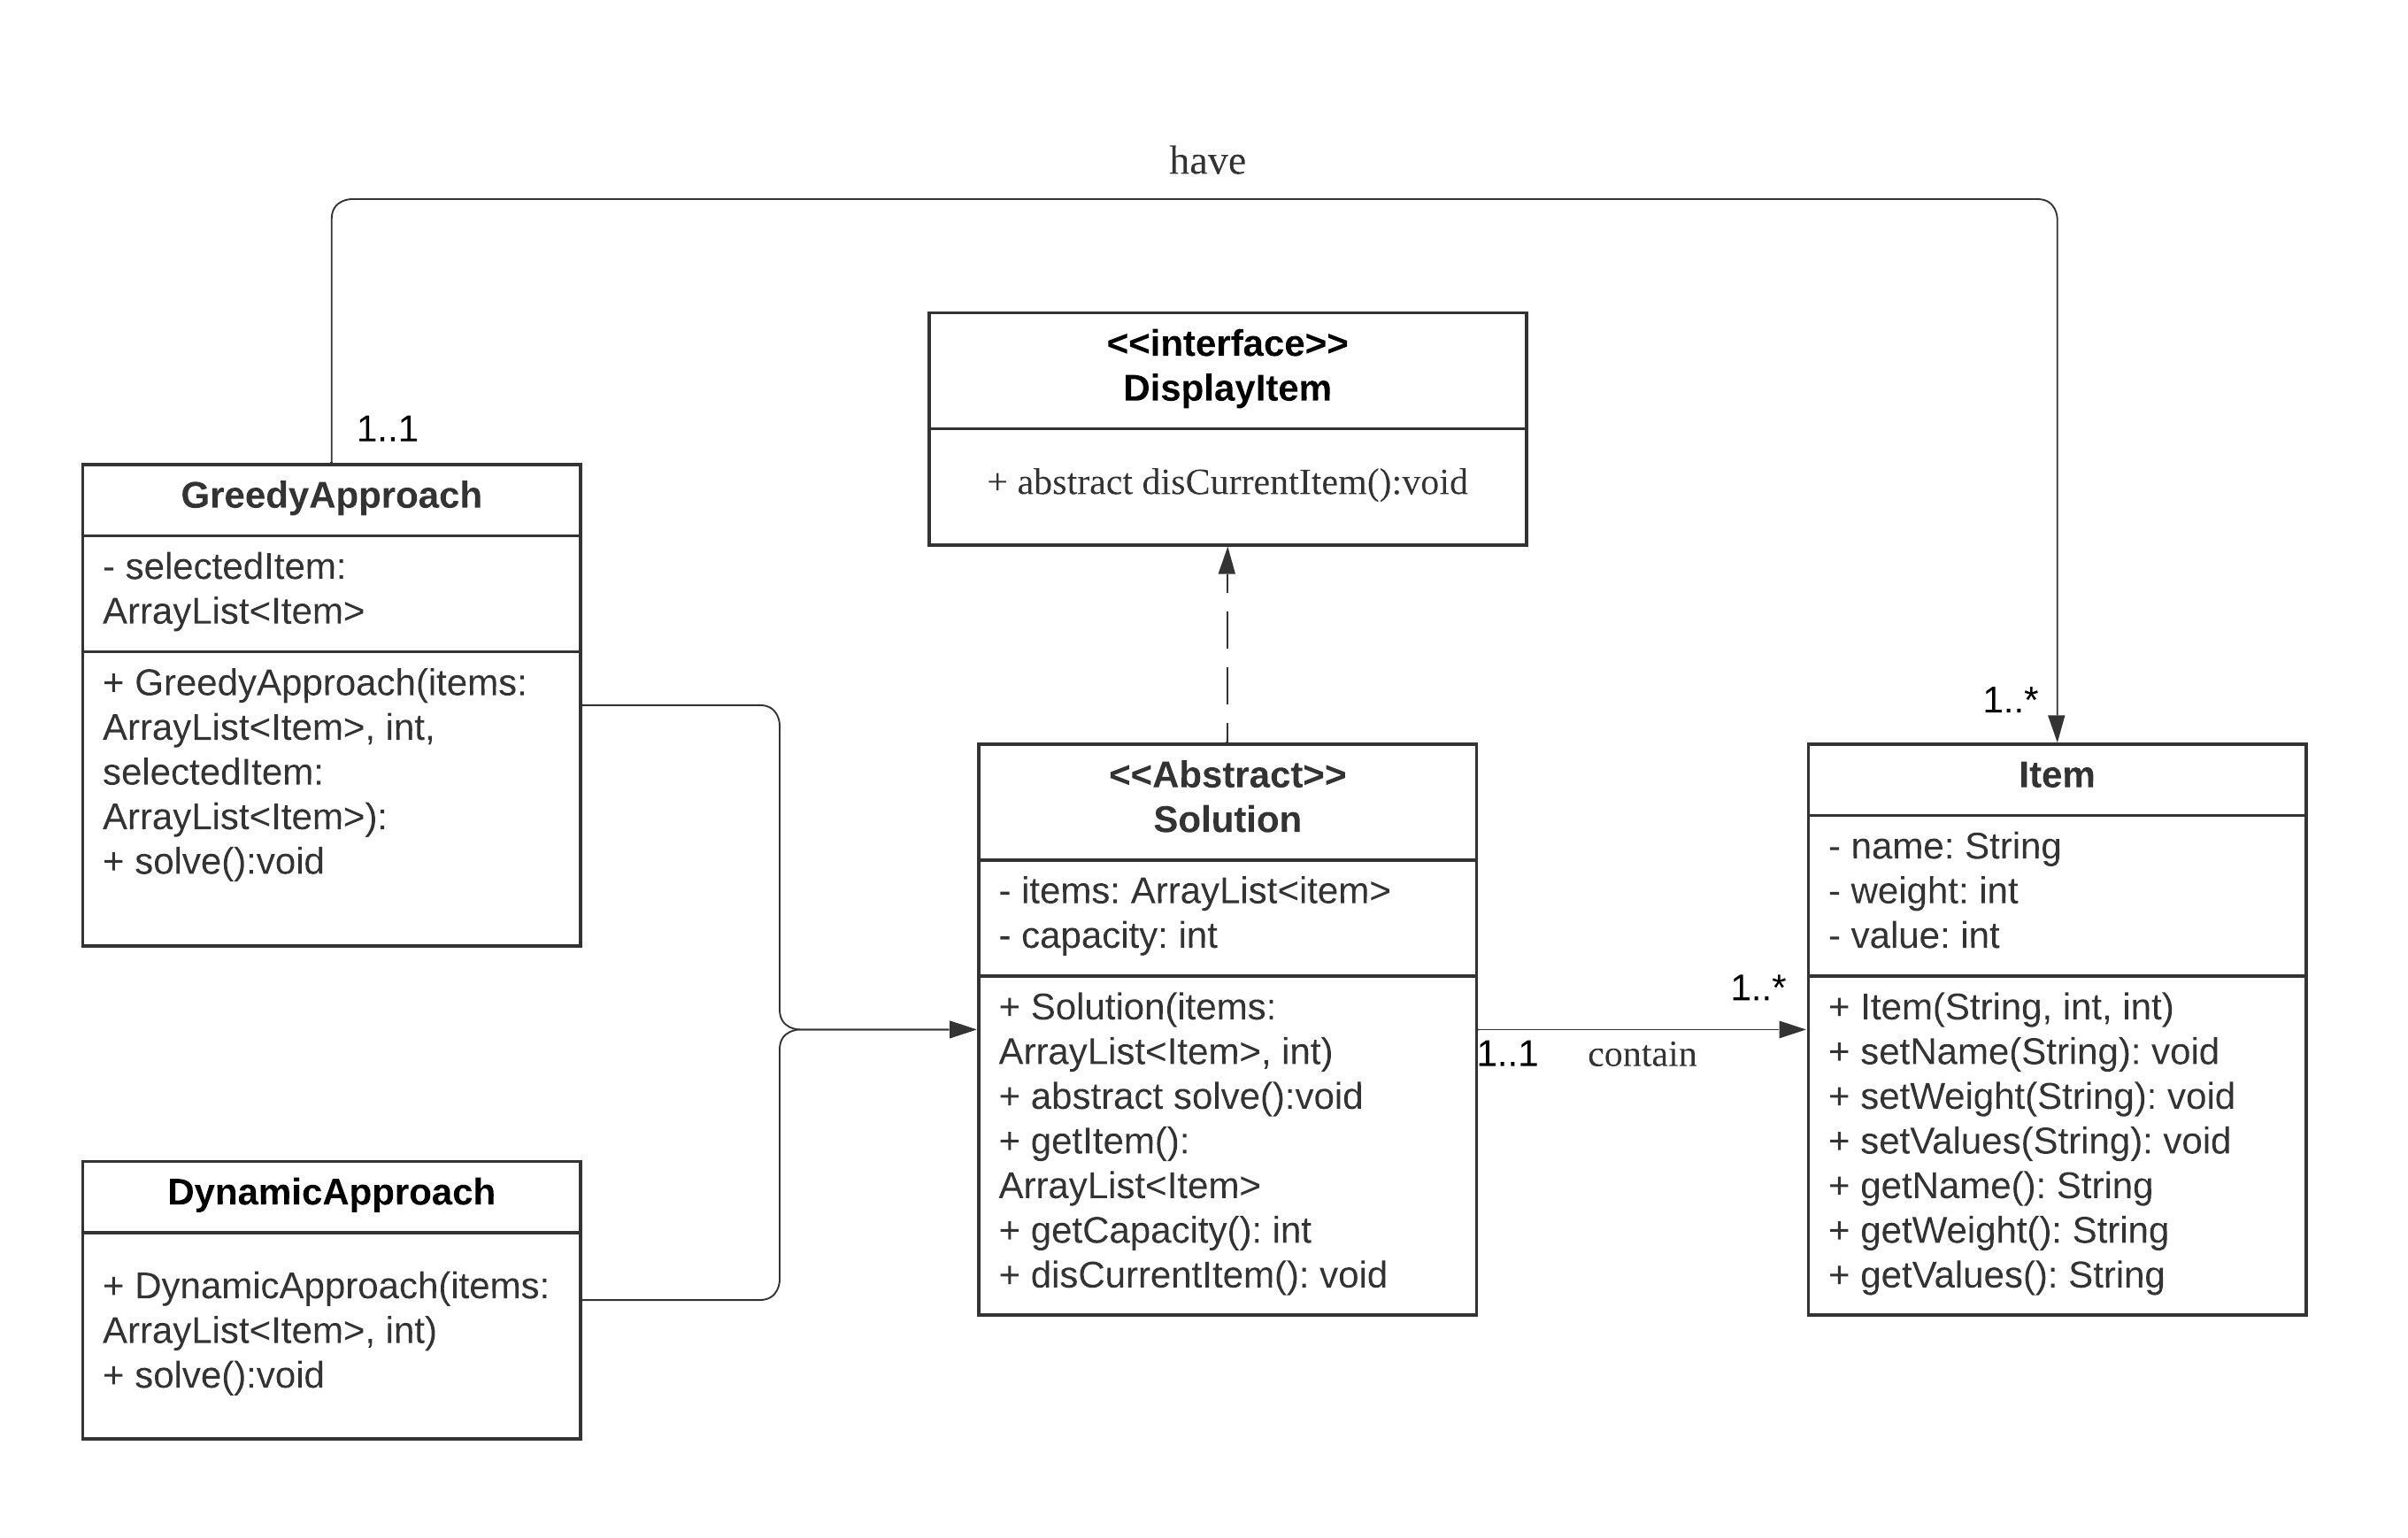 have
<<interface>>
DisplayItem
+ abstract disCurrentItem():void
1..1
GreedyApproach
- selectedItem:
ArrayList<Item>
+ GreedyApproach(items:
ArrayList<Item>, int,
selectedItem:
ArrayList<Item>):
+ solve():void
DynamicApproach
+ DynamicApproach(items:
ArrayList<Item>, int)
+ solve():void
<<Abstract>>
Solution
- items: ArrayList<item>
- capacity: int
+ Solution(items:
ArrayList<Item>, int)
+ abstract solve():void
+ getItem():
ArrayList<Item>
+ getCapacity(): int
+ disCurrentItem(): void
1..1
contain
1..*
1..*
Item
- name: String
- weight: int
- value: int
+ Item(String, int, int)
+ setName(String): void
+ setWeight(String): void
+ setValues(String): void
+ getName(): String
+ getWeight(): String
+ getValues(): String